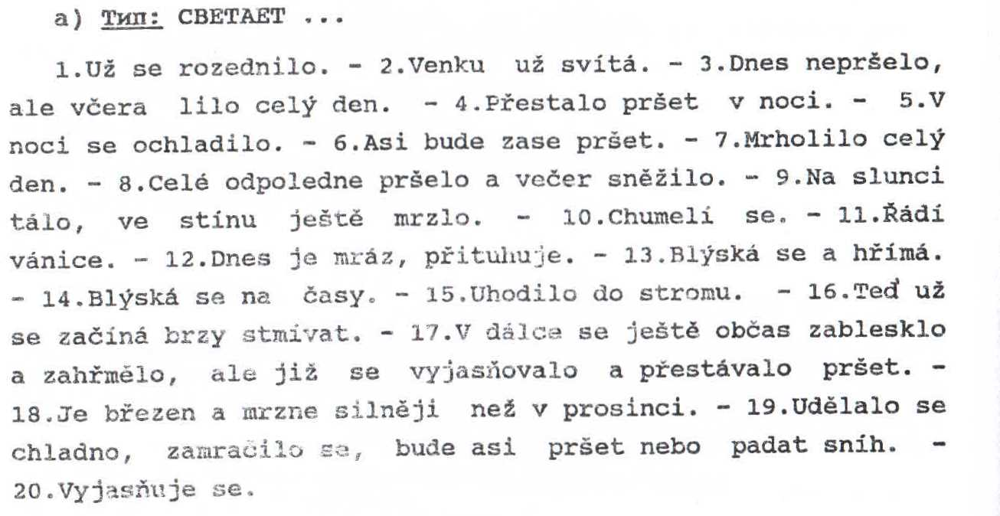 а) Тип: СВЕТАЕТ ...
1.Už se rozednilo. - 2.Venku už svítá. - 3.Dnes nepršelo,
ale včera lilo celý den. - 4.Přestalo pršet v noci. - 5.V
noci se ochladilo. - 6.Asi bude zase pršet. - 7.Mrholilo celý
den. - 8.Celé odpoledne pršelo a večer sněžilo. - 9.Na slunci
tálo, ve stínu ještě mrzlo. - 10.Chumelí se. - 11.Řádí
vánice. - 12.Dnes je mráz, přituhuje. - 13.Blýská se a hřímá.
- 14.Blýská se na časy. - 15.Uhodilo do stromu. - 16.Teď už
se začíná brzy stmívat. - 17.V dálce se ještě občas zablesklo
a zahřmělo, ale již se vyjasňovalo a přestávalo pršet. -
18.Je březen a mrzne silněji než v prosinci. - 19.Udělalo se
chladno, zamračilo se, bude asi pršet nebo padat sníh. -
20.Vyjasňuje se.